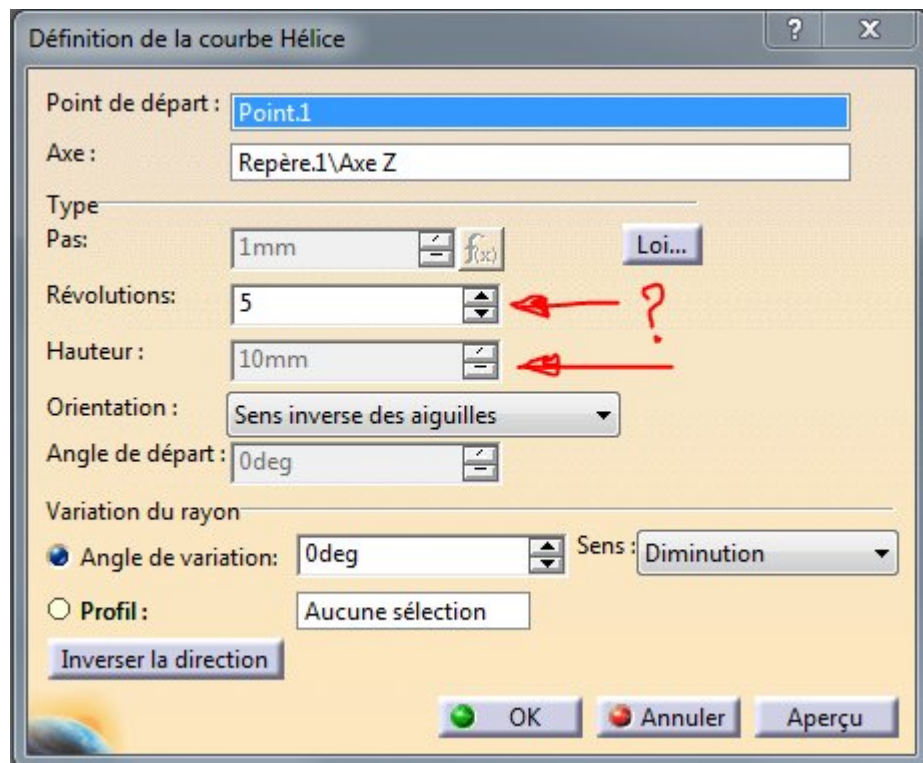 Définition de la courbe Hélice ? X
Point de départ : Point.1
Axe : Repère.1\Axe Z
Type
Pas: 1mm f(x) Loi...
Révolutions: 5 ?
Hauteur : 10mm
Orientation : Sens inverse des aiguilles
Angle de départ : 0deg
Variation du rayon
Angle de variation: 0deg Sens : Diminution
Profil : Aucune sélection
Inverser la direction
OK Annuler Aperçu